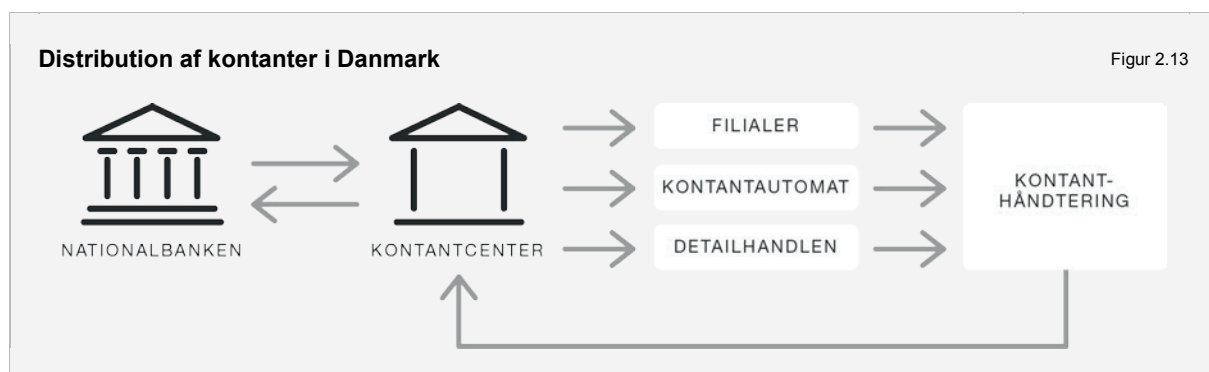 Distribution af kontanter i Danmark
Figur 2.13
NATIONALBANKEN
KONTANTCENTER
FILIALER
KONTANTAUTOMAT
DETAILHANDLEN
KONTANT-
HÅNDTERING